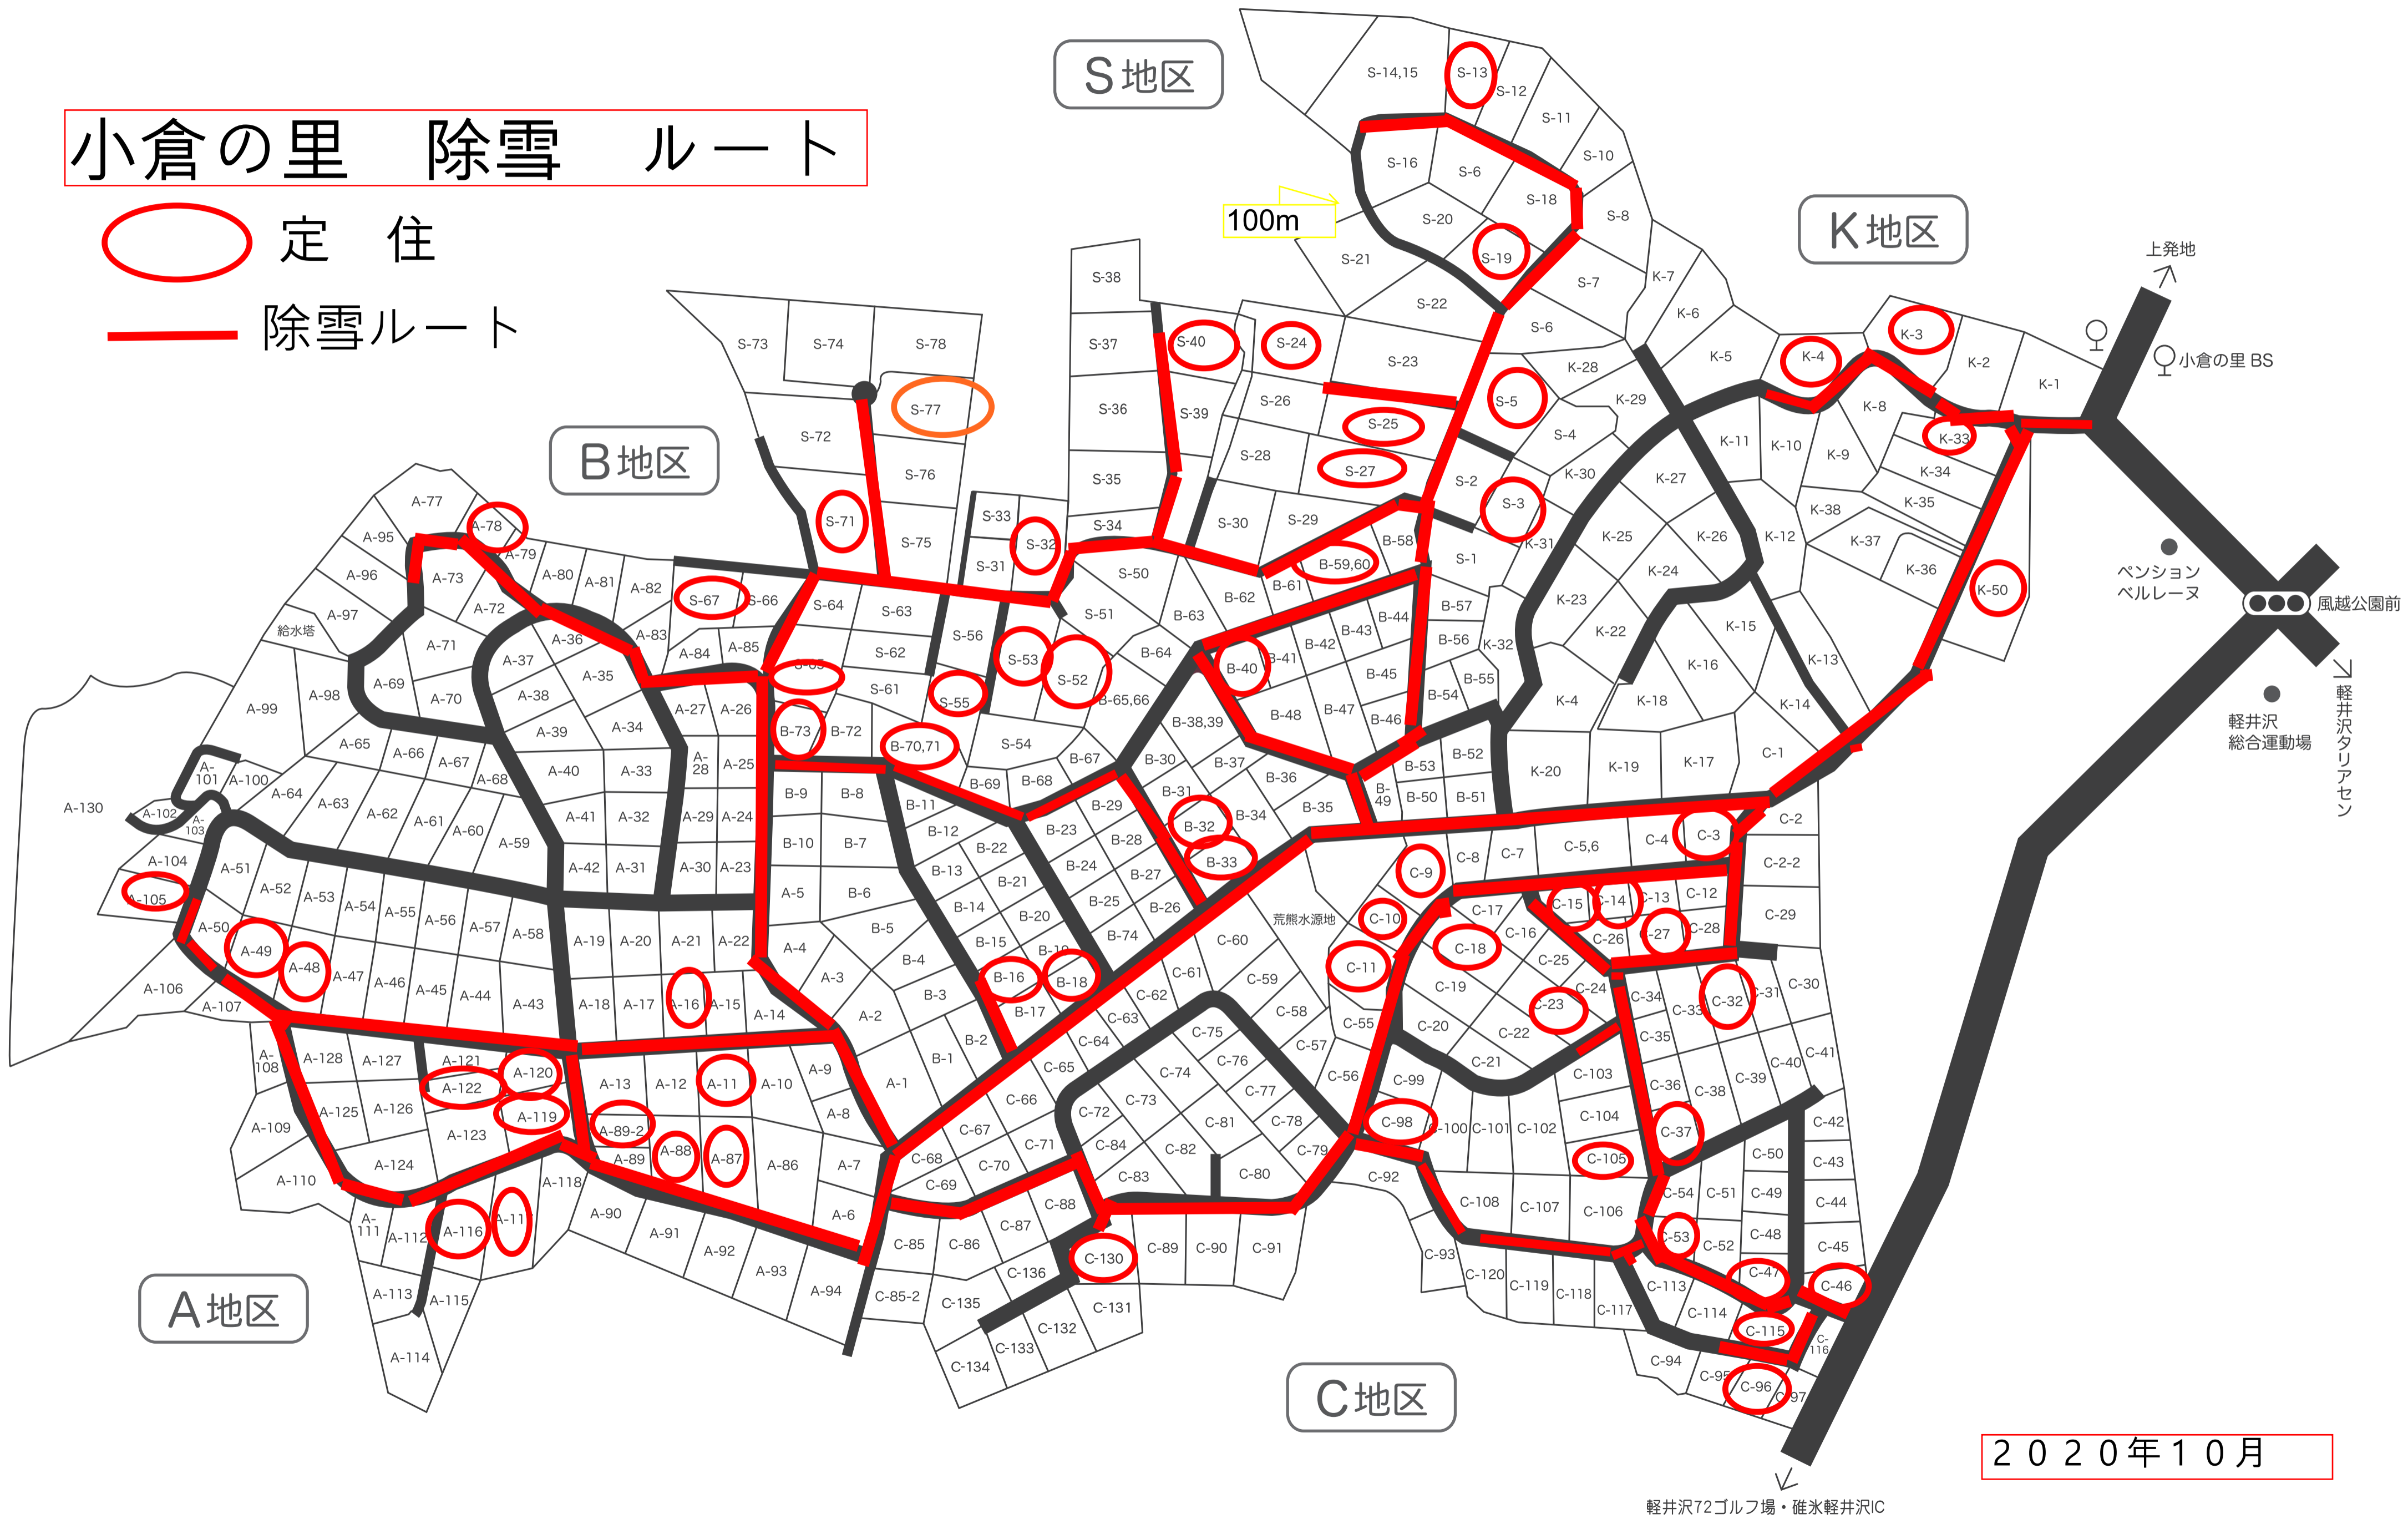 小倉の里　除雪　ルート
定　住
除雪ルート
S地区
K地区
B地区
A地区
C地区
100m
上発地
小倉の里 BS
ペンション
ベルレーヌ
風越公園前
軽井沢
総合運動場
軽井沢タリアセン
軽井沢72ゴルフ場・碓氷軽井沢IC
２０２０年１０月
給水塔
荒熊水源地
S-14,15
S-13
S-12
S-11
S-10
S-16
S-6
S-18
S-8
S-20
S-19
S-21
S-7
S-22
S-6
S-38
S-37
S-40
S-24
S-23
S-5
S-36
S-39
S-26
S-25
S-4
S-28
S-27
S-2
S-3
S-35
S-34
S-30
S-29
S-1
S-73
S-74
S-78
S-77
S-72
S-76
S-71
S-75
S-33
S-32
S-31
S-50
S-51
S-67
S-66
S-64
S-63
S-56
S-53
S-52
S-62
S-61
S-55
S-54
K-7
K-6
K-5
K-4
K-3
K-2
K-1
K-28
K-29
K-8
K-33
K-11
K-10
K-9
K-34
K-30
K-27
K-35
K-38
K-31
K-25
K-26
K-12
K-37
K-36
K-24
K-50
K-23
K-22
K-15
K-32
K-16
K-13
K-4
K-18
K-14
K-20
K-19
K-17
B-58
B-59,60
B-61
B-62
B-63
B-57
B-44
B-43
B-56
B-42
B-41
B-40
B-64
B-45
B-55
B-54
B-65,66
B-38,39
B-48
B-47
B-46
B-73
B-72
B-70,71
B-67
B-30
B-37
B-36
B-53
B-52
B-69
B-68
B-9
B-8
B-11
B-29
B-31
B-35
B-49
B-50
B-51
B-34
B-32
B-33
B-12
B-23
B-10
B-7
B-22
B-28
B-13
B-24
B-27
B-21
B-6
B-14
B-25
B-26
B-20
B-5
B-15
B-74
B-4
B-16
B-18
B-3
B-17
B-2
B-1
A-77
A-78
A-95
A-79
A-96
A-73
A-80
A-81
A-82
A-72
A-97
A-83
A-36
A-71
A-84
A-85
A-37
A-35
A-69
A-70
A-38
A-98
A-99
A-27
A-26
A-34
A-39
A-65
A-66
A-67
A-68
A-28
A-25
A-40
A-33
A-101
A-100
A-64
A-63
A-62
A-61
A-60
A-59
A-130
A-102
A-103
A-41
A-32
A-29
A-24
A-104
A-51
A-42
A-31
A-30
A-23
A-105
A-52
A-53
A-54
A-55
A-56
A-57
A-58
A-5
A-50
A-49
A-48
A-19
A-20
A-21
A-22
A-4
A-47
A-46
A-45
A-44
A-43
A-3
A-106
A-107
A-18
A-17
A-16
A-15
A-14
A-2
A-108
A-128
A-127
A-121
A-122
A-120
A-13
A-12
A-11
A-10
A-9
A-1
A-125
A-126
A-119
A-8
A-109
A-123
A-89-2
A-88
A-87
A-86
A-89
A-7
A-124
A-110
A-118
A-6
A-111
A-112
A-116
A-90
A-91
A-92
A-93
A-94
A-113
A-115
A-114
C-1
C-2
C-3
C-4
C-5,6
C-7
C-8
C-2-2
C-9
C-12
C-13
C-14
C-15
C-29
C-10
C-17
C-28
C-27
C-16
C-26
C-18
C-60
C-11
C-25
C-61
C-59
C-19
C-24
C-30
C-31
C-32
C-34
C-33
C-23
C-62
C-58
C-55
C-20
C-22
C-63
C-75
C-35
C-64
C-57
C-21
C-41
C-76
C-40
C-65
C-74
C-56
C-99
C-103
C-36
C-39
C-38
C-77
C-66
C-73
C-72
C-78
C-98
C-104
C-42
C-67
C-81
C-100
C-101
C-102
C-37
C-71
C-84
C-82
C-79
C-68
C-105
C-50
C-43
C-70
C-83
C-80
C-92
C-69
C-54
C-51
C-49
C-88
C-108
C-107
C-106
C-44
C-87
C-53
C-48
C-85
C-86
C-130
C-89
C-90
C-91
C-93
C-52
C-45
C-136
C-120
C-119
C-118
C-117
C-113
C-47
C-46
C-85-2
C-135
C-131
C-114
C-115
C-132
C-116
C-133
C-134
C-94
C-95
C-96
C-97